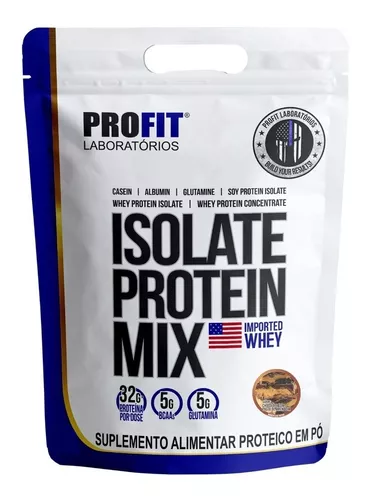 PROFIT®
LABORATÓRIOS
PROFIT LABORATÓRIOS
BUILD YOUR RESULTS!
CASEIN | ALBUMIN | GLUTAMINE | SOY PROTEIN ISOLATE
WHEY PROTEIN ISOLATE | WHEY PROTEIN CONCENTRATE
ISOLATE
PROTEIN
MIX
IMPORTED
WHEY
32G
PROTEÍNA
POR DOSE
5G
BCAAs
5G
GLUTAMINA
SUPLEMENTO ALIMENTAR PROTEICO EM PÓ